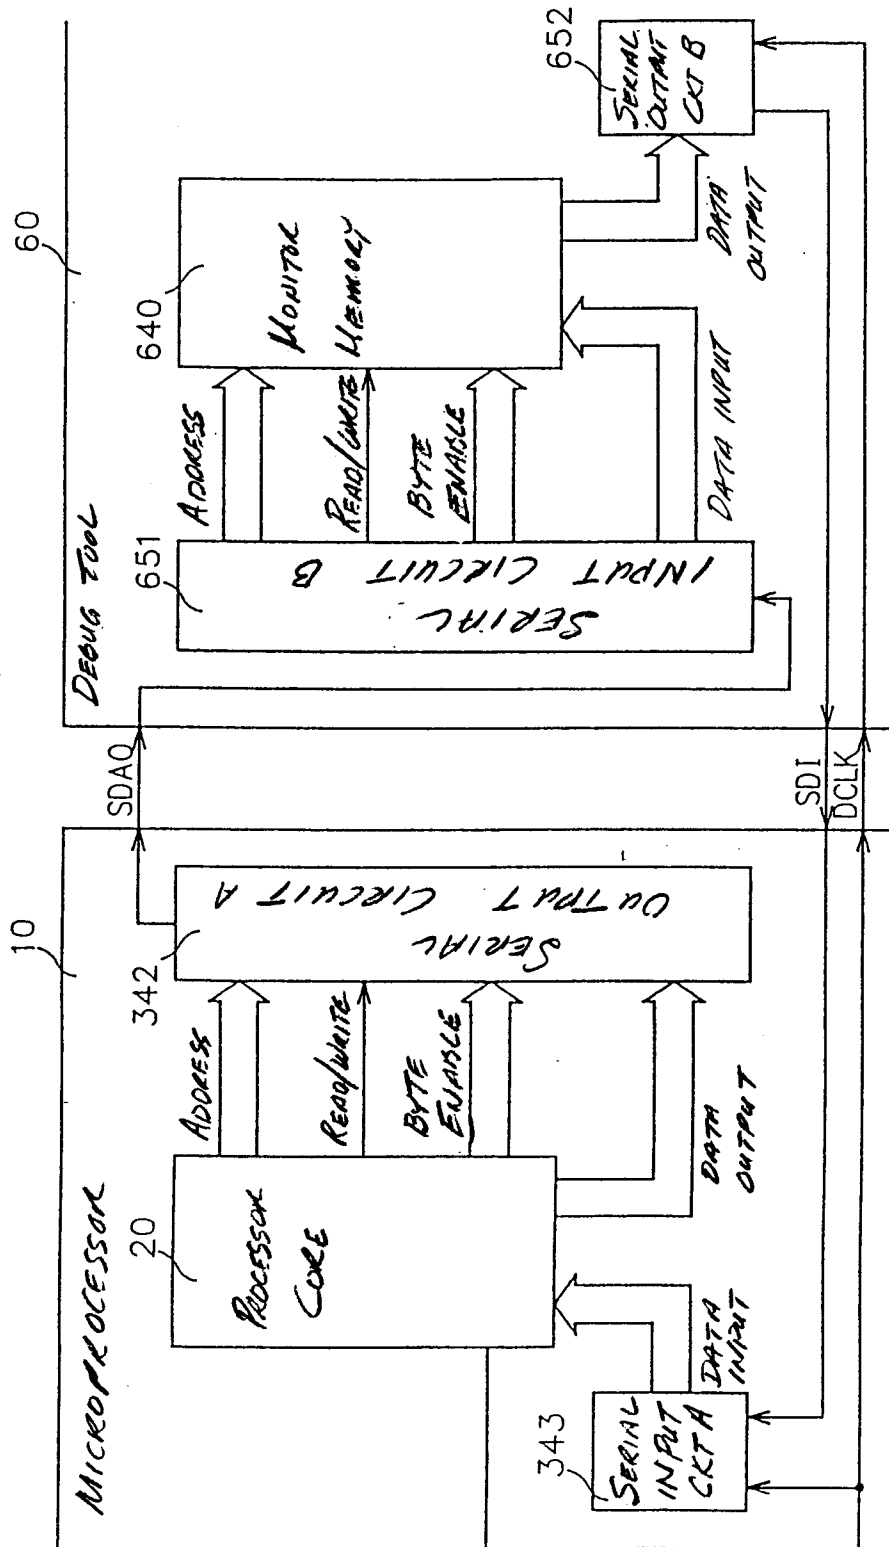 MICROPROCESSOR
10
20
PROCESSOR
CORE
ADDRESS
READ/WRITE
BYTE
ENABLE
DATA
OUTPUT
DATA
INPUT
343
SERIAL
INPUT
CKT A
342
SERIAL
OUTPUT CIRCUIT A
SDAO
SDI
DCLK
DEBUG TOOL
60
651
SERIAL
INPUT CIRCUIT B
ADDRESS
READ/WRITE
BYTE
ENABLE
DATA INPUT
640
MONITOR
MEMORY
DATA
OUTPUT
652
SERIAL
OUTPUT
CKT B